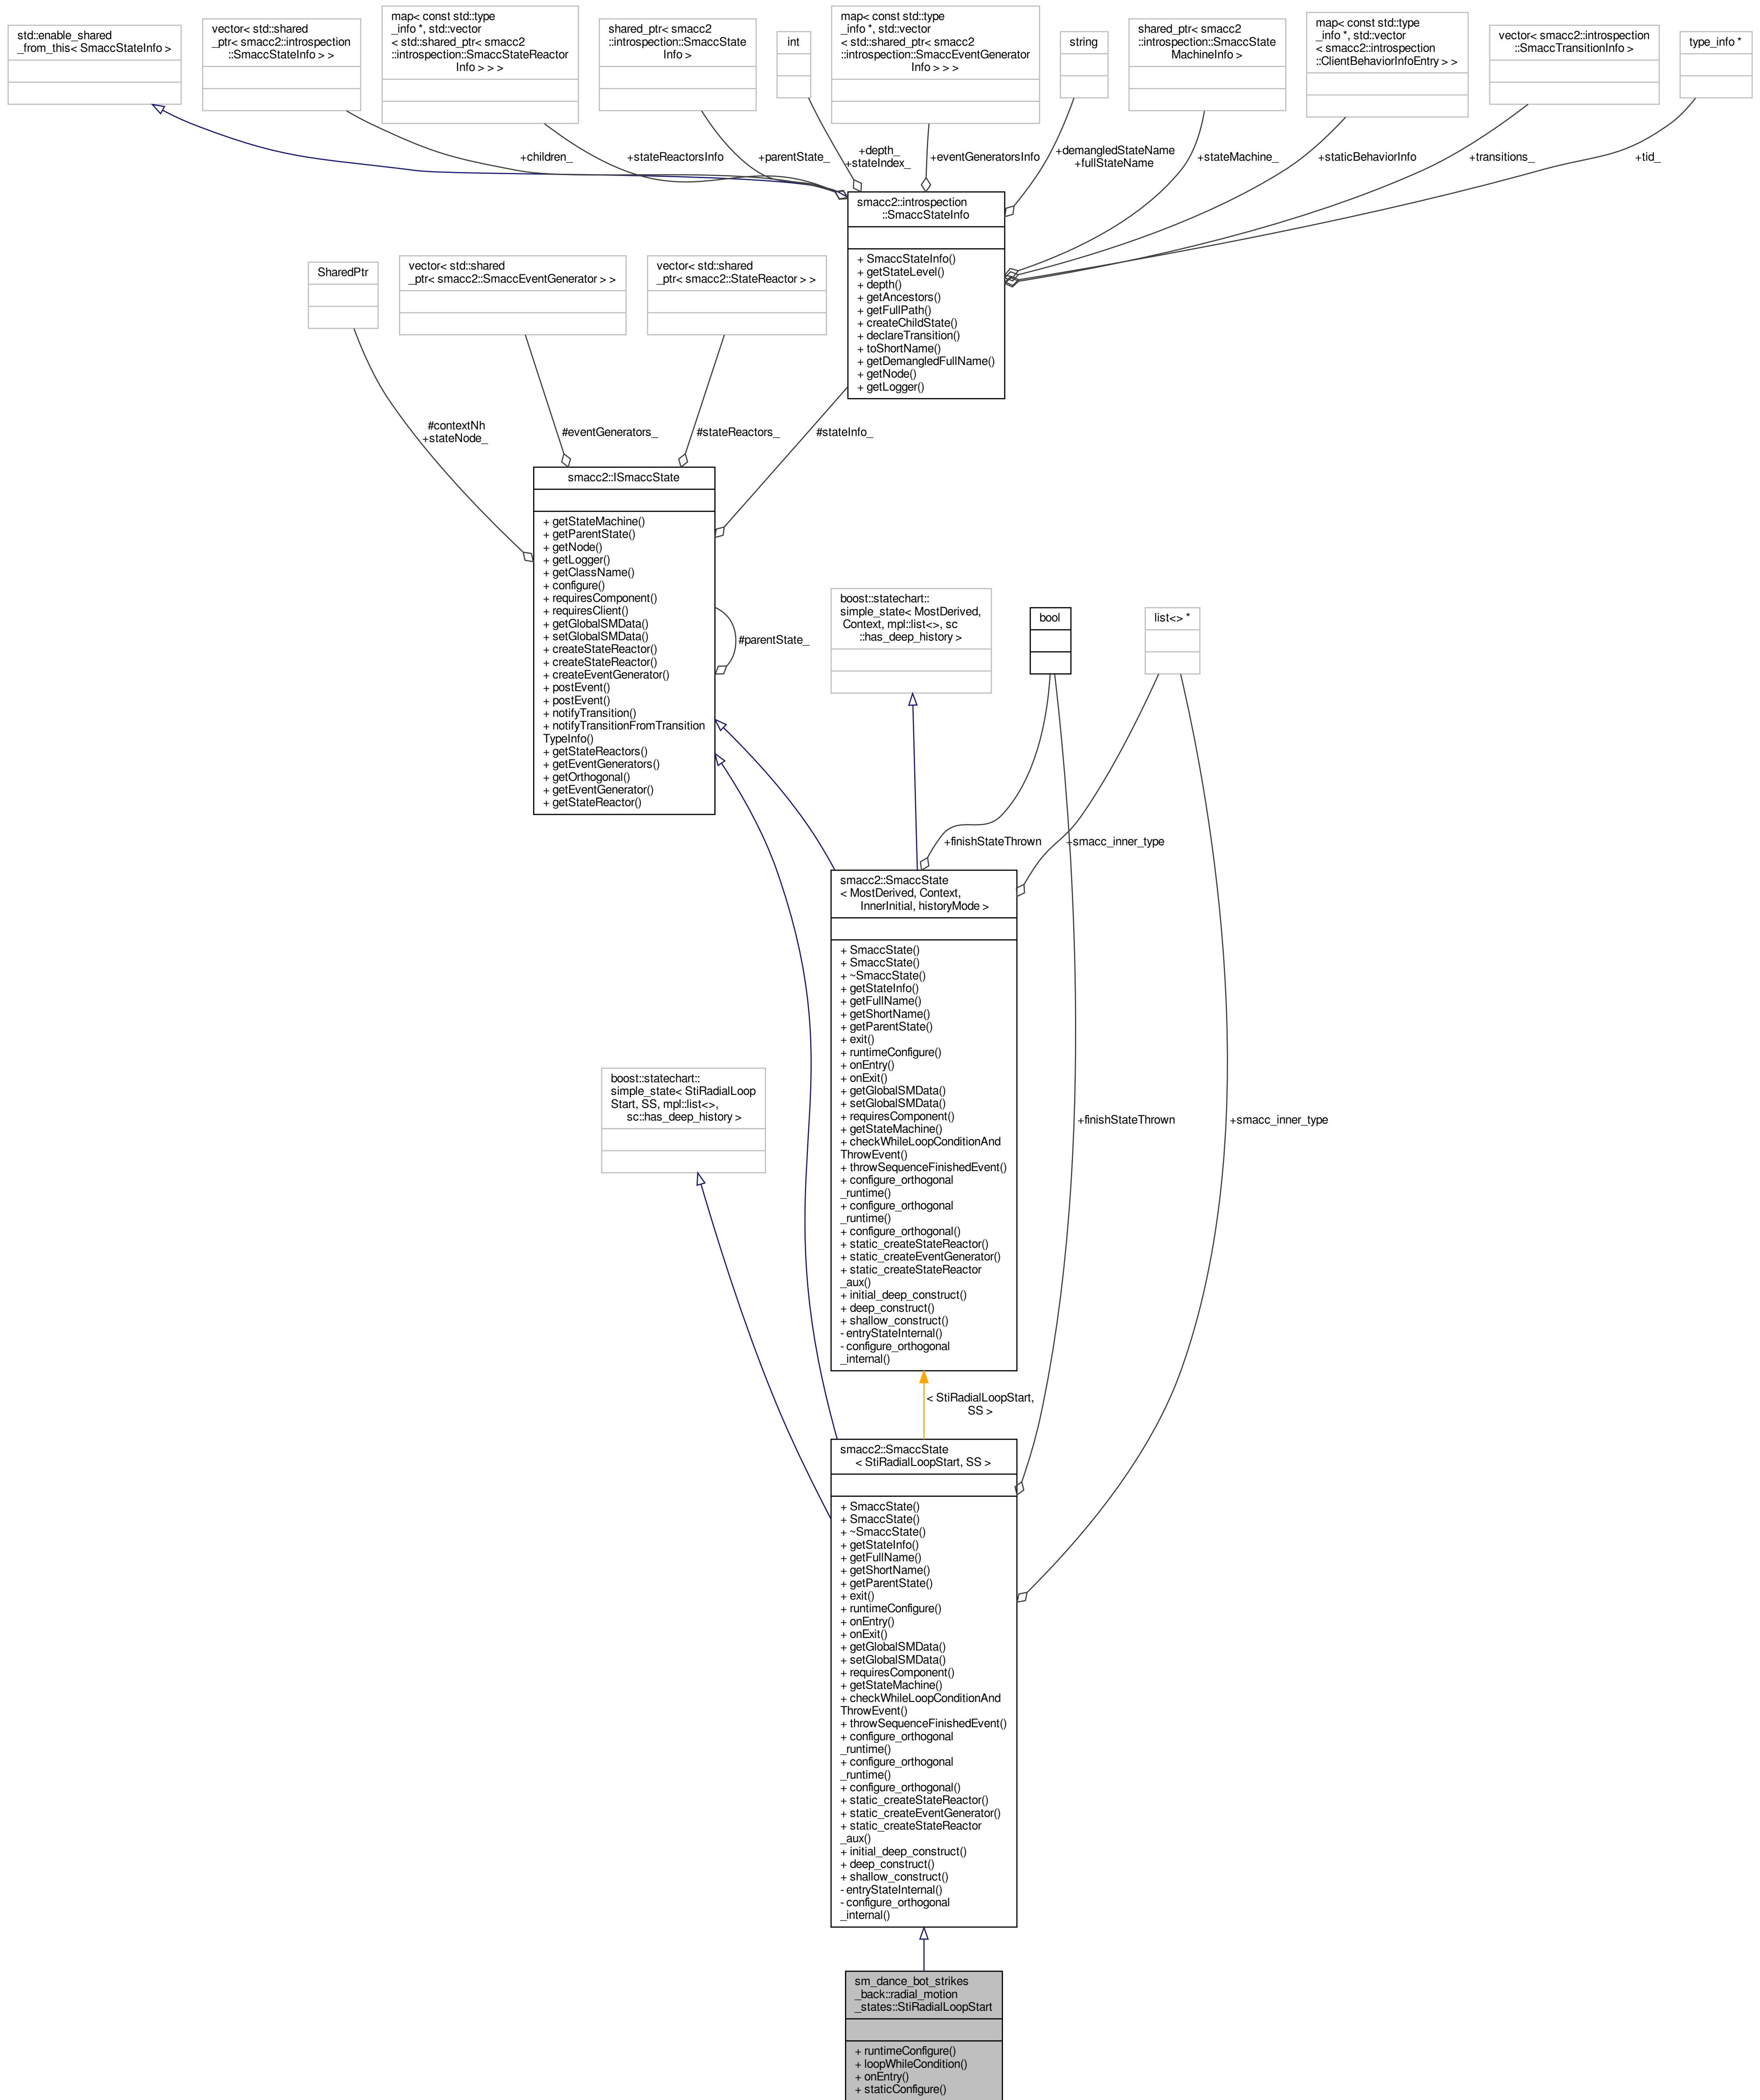 std::enable_shared
_from_this< SmaccStateInfo >
vector< std::shared
_ptr< smacc2::introspection
::SmaccStateInfo > >
map< const std::type
_info *, std::vector
< std::shared_ptr< smacc2
::introspection::SmaccStateReactor
Info > > >
shared_ptr< smacc2
::introspection::SmaccState
Info >
int
map< const std::type
_info *, std::vector
< std::shared_ptr< smacc2
::introspection::SmaccEventGenerator
Info > > >
string
shared_ptr< smacc2
::introspection::SmaccState
MachineInfo >
map< const std::type
_info *, std::vector
< smacc2::introspection
::ClientBehaviorInfoEntry > >
vector< smacc2::introspection
::SmaccTransitionInfo >
type_info *
+children_
+stateReactorsInfo
+parentState_
+depth_
+stateIndex_
+eventGeneratorsInfo
+demangledStateName
+fullStateName
+stateMachine_
+staticBehaviorInfo
+transitions_
+tid_
smacc2::introspection
::SmaccStateInfo
+ SmaccStateInfo()
+ getStateLevel()
+ depth()
+ getAncestors()
+ getFullPath()
+ createChildState()
+ declareTransition()
+ toShortName()
+ getDemangledFullName()
+ getNode()
+ getLogger()
SharedPtr
vector< std::shared
_ptr< smacc2::SmaccEventGenerator > >
vector< std::shared
_ptr< smacc2::StateReactor > >
#contextNh
+stateNode_
#eventGenerators_
#stateReactors_
#stateInfo_
smacc2::ISmaccState
+ getStateMachine()
+ getParentState()
+ getNode()
+ getLogger()
+ getClassName()
+ configure()
+ requiresComponent()
+ requiresClient()
+ getGlobalSMData()
+ setGlobalSMData()
+ createStateReactor()
+ createStateReactor()
+ createEventGenerator()
+ postEvent()
+ postEvent()
+ notifyTransition()
+ notifyTransitionFromTransition
TypeInfo()
+ getStateReactors()
+ getEventGenerators()
+ getOrthogonal()
+ getEventGenerator()
+ getStateReactor()
#parentState_
boost::statechart::
simple_state< MostDerived,
Context, mpl::list<>, sc
::has_deep_history >
bool
list<> *
+finishStateThrown
+smacc_inner_type
smacc2::SmaccState
< MostDerived, Context,
InnerInitial, historyMode >
+ SmaccState()
+ SmaccState()
+ ~SmaccState()
+ getStateInfo()
+ getFullName()
+ getShortName()
+ getParentState()
+ exit()
+ runtimeConfigure()
+ onEntry()
+ onExit()
+ getGlobalSMData()
+ setGlobalSMData()
+ requiresComponent()
+ getStateMachine()
+ checkWhileLoopConditionAnd
ThrowEvent()
+ throwSequenceFinishedEvent()
+ configure_orthogonal
_runtime()
+ configure_orthogonal
_runtime()
+ configure_orthogonal()
+ static_createStateReactor()
+ static_createEventGenerator()
+ static_createStateReactor
_aux()
+ initial_deep_construct()
+ deep_construct()
+ shallow_construct()
- entryStateInternal()
- configure_orthogonal
_internal()
boost::statechart::
simple_state< StiRadialLoop
Start, SS, mpl::list<>,
sc::has_deep_history >
+finishStateThrown
+smacc_inner_type
< StiRadialLoopStart,
SS >
smacc2::SmaccState
< StiRadialLoopStart, SS >
+ SmaccState()
+ SmaccState()
+ ~SmaccState()
+ getStateInfo()
+ getFullName()
+ getShortName()
+ getParentState()
+ exit()
+ runtimeConfigure()
+ onEntry()
+ onExit()
+ getGlobalSMData()
+ setGlobalSMData()
+ requiresComponent()
+ getStateMachine()
+ checkWhileLoopConditionAnd
ThrowEvent()
+ throwSequenceFinishedEvent()
+ configure_orthogonal
_runtime()
+ configure_orthogonal
_runtime()
+ configure_orthogonal()
+ static_createStateReactor()
+ static_createEventGenerator()
+ static_createStateReactor
_aux()
+ initial_deep_construct()
+ deep_construct()
+ shallow_construct()
- entryStateInternal()
- configure_orthogonal
_internal()
sm_dance_bot_strikes
_back::radial_motion
_states::StiRadialLoopStart
+ runtimeConfigure()
+ loopWhileCondition()
+ onEntry()
+ staticConfigure()